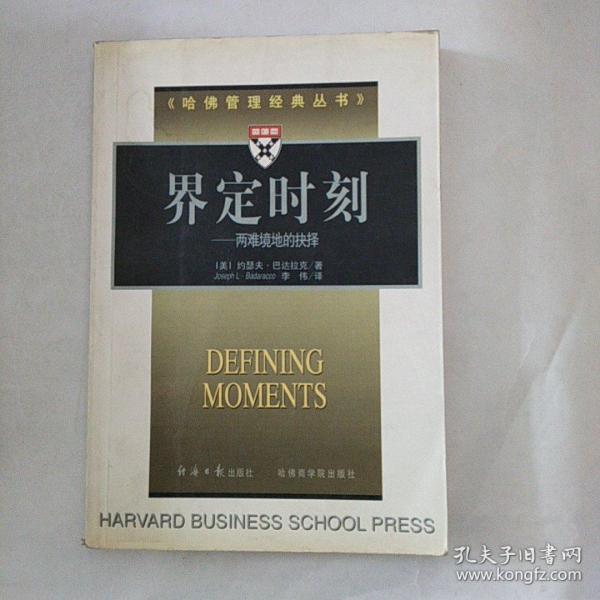 《哈佛管理经典丛书》
界定时刻
——两难境地的抉择
[美] 约瑟夫·巴达拉克/著
Joseph L·Badaracco 李 伟/译
DEFINING
MOMENTS
经济日报出版社 哈佛商学院出版社
HARVARD BUSINESS SCHOOL PRESS
孔夫子旧书网
www.kongfz.com